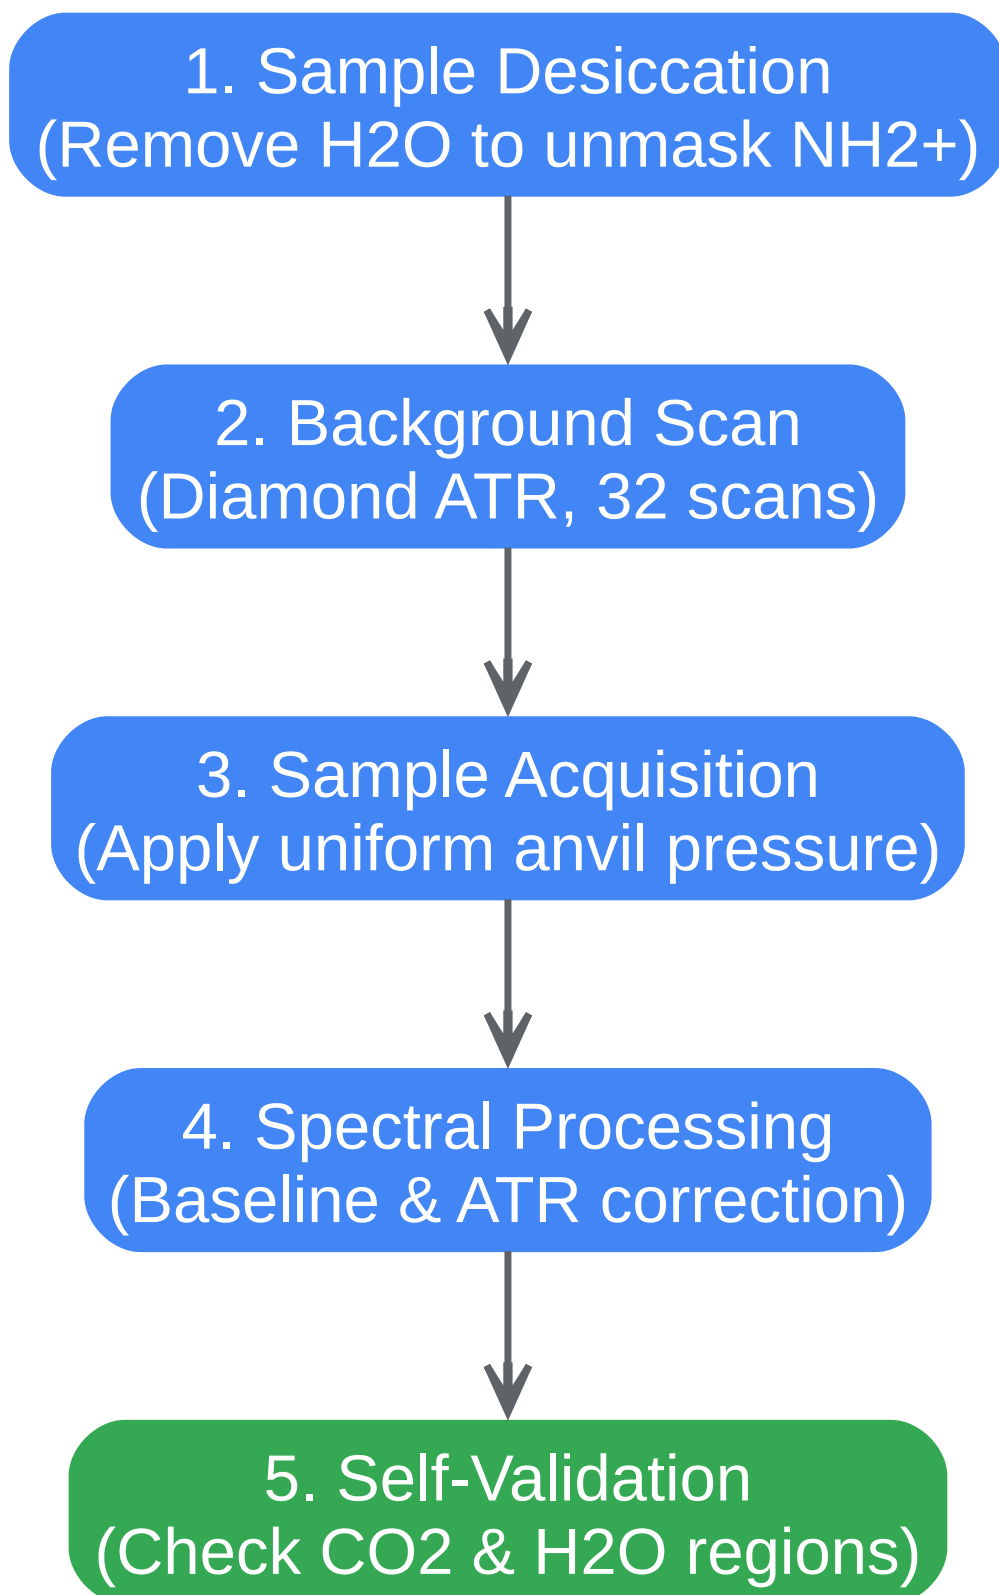 1. Sample Desiccation
(Remove H2O to unmask NH2+)
2. Background Scan
(Diamond ATR, 32 scans)
3. Sample Acquisition
(Apply uniform anvil pressure)
4. Spectral Processing
(Baseline & ATR correction)
5. Self-Validation
(Check CO2 & H2O regions)